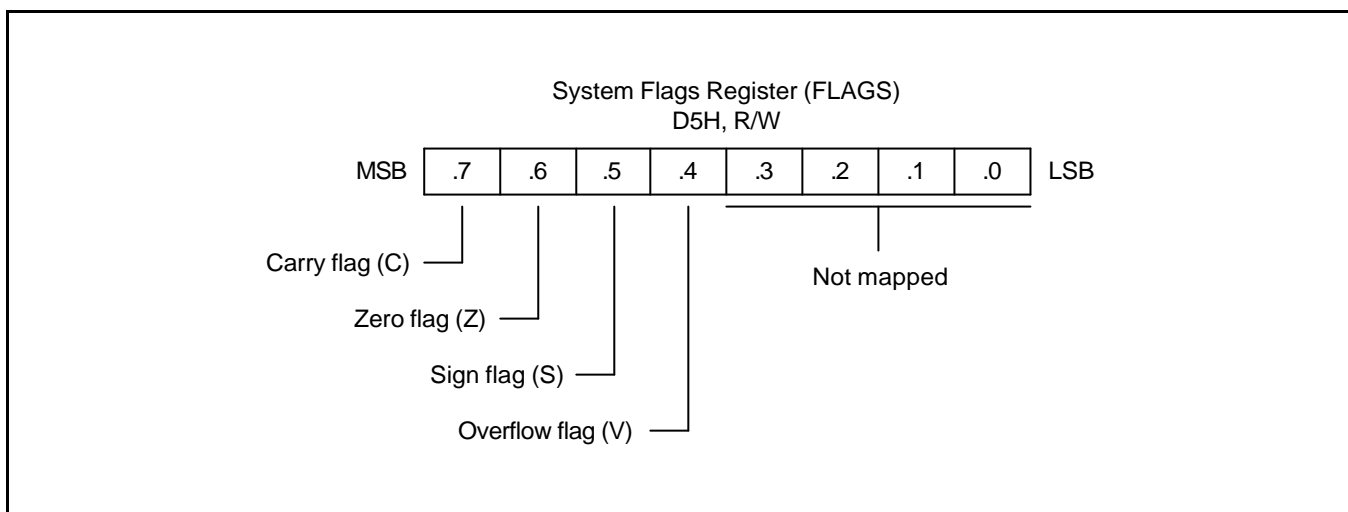 System Flags Register (FLAGS)
D5H, R/W
MSB .7 .6 .5 .4 .3 .2 .1 .0 LSB
Carry flag (C)
Not mapped
Zero flag (Z)
Sign flag (S)
Overflow flag (V)